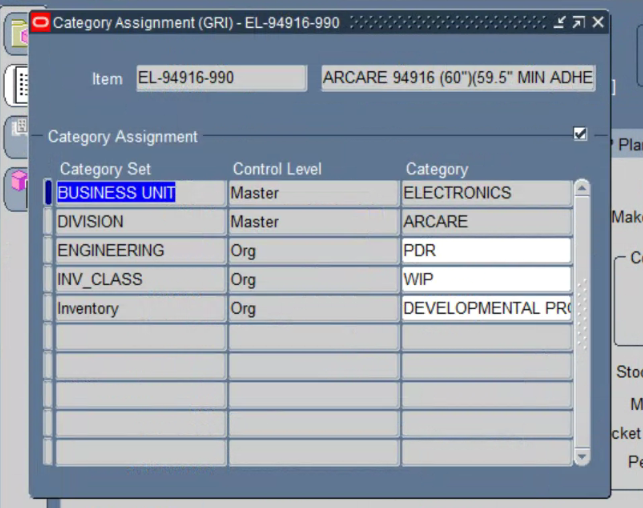 Category Assignment (GRI) - EL-94916-990
Item EL-94916-990 ARCARE 94916 (60")(59.5" MIN ADHE
Category Assignment
Category Set Control Level Category
BUSINESS UNIT Master ELECTRONICS
DIVISION Master ARCARE
ENGINEERING Org PDR
INV_CLASS Org WIP
Inventory Org DEVELOPMENTAL PRO
Pla
Mak
C
Sto
M
cket
Pe